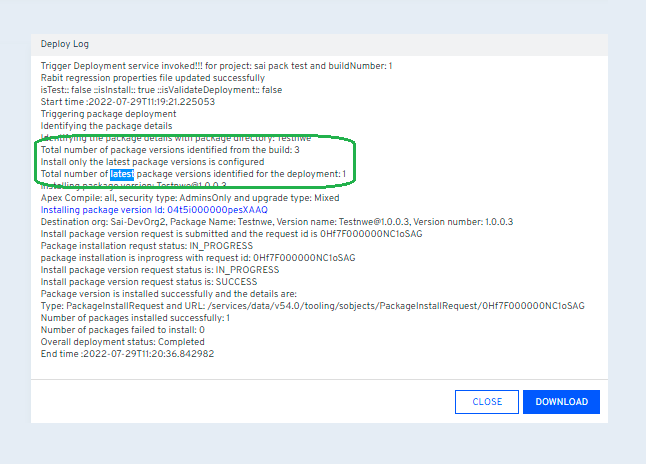 Deploy Log
Trigger Deployment service invoked!!! for project: sai pack test and buildNumber: 1
Rabit regression properties file updated successfully
isTest:: false ::isInstall:: true ::isValidateDeployment:: false
Start time :2022-07-29T11:19:21.225053
Triggering package deployment
Identifying the package details
Identifying the package details with package directory: Testnwe
Total number of package versions identified from the build: 3
Install only the latest package versions is configured
Total number of latest package versions identified for the deployment: 1
Installing package version: Testnwe@1.0.0.3
Apex Compile: all, security type: AdminsOnly and upgrade type: Mixed
Installing package version Id: 04t5i000000pesXAAQ
Destination org: Sai-DevOrg2, Package Name: Testnwe, Version name: Testnwe@1.0.0.3, Version number: 1.0.0.3
Install package version request is submitted and the request id is 0Hf7F000000NC1oSAG
Package installation requst status: IN_PROGRESS
package installation is inprogress with request id: 0Hf7F000000NC1oSAG
Install package version request status is: IN_PROGRESS
Install package version request status is: SUCCESS
Package version is installed successfully and the details are:
Type: PackageInstallRequest and URL: /services/data/v54.0/tooling/sobjects/PackageInstallRequest/0Hf7F000000NC1oSAG
Number of packages installed successfully: 1
Number of packages failed to install: 0
Overall deployment status: Completed
End time :2022-07-29T11:20:36.842982
CLOSE
DOWNLOAD